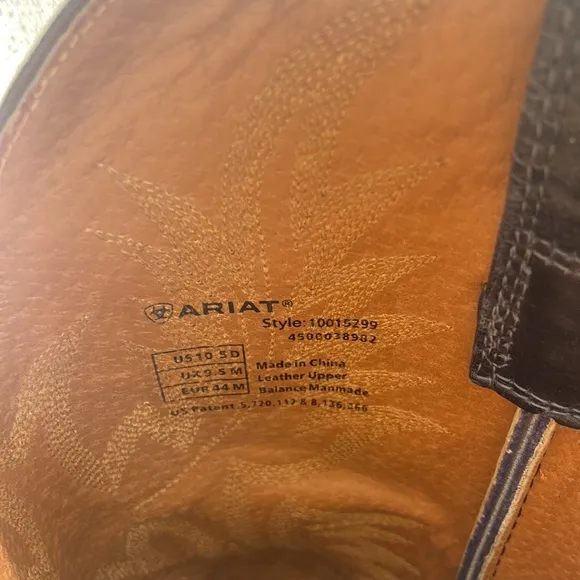 ARIAT®
Style: 10015299
4500038982
US 10.5 D
UK 9.5 M
EUR 44 M
Made in China
Leather Upper
Balance Manmade
US Patent 5,720,117 & 8,136,266